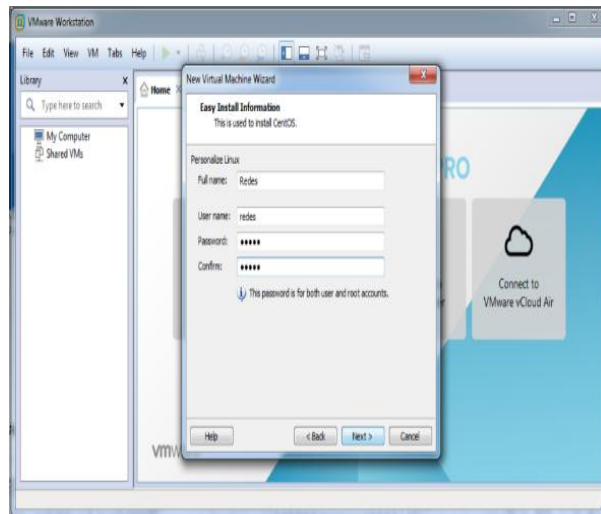 VMware Workstation
File Edit View VM Tabs Help
Library
Type here to search
My Computer
Shared VMs
Home
New Virtual Machine Wizard
Easy Install Information
This is used to install CentOS.
Personalize Linux
Full name: Redes
User name: redes
Password: •••••
Confirm: •••••
This password is for both user and root accounts.
Help < Back Next > Cancel
PRO
Connect to
VMware vCloud Air
vmw